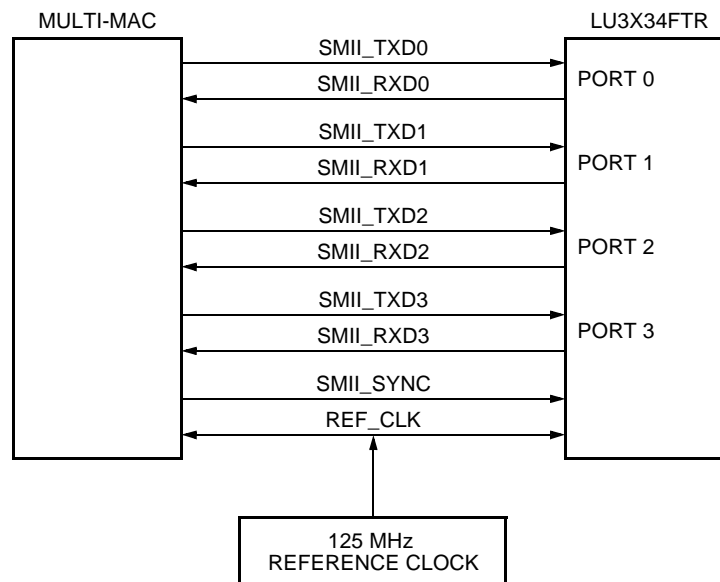 MULTI-MAC
LU3X34FTR
SMII_TXD0
SMII_RXD0
PORT 0
SMII_TXD1
SMII_RXD1
PORT 1
SMII_TXD2
SMII_RXD2
PORT 2
SMII_TXD3
SMII_RXD3
PORT 3
SMII_SYNC
REF_CLK
125 MHz
REFERENCE CLOCK